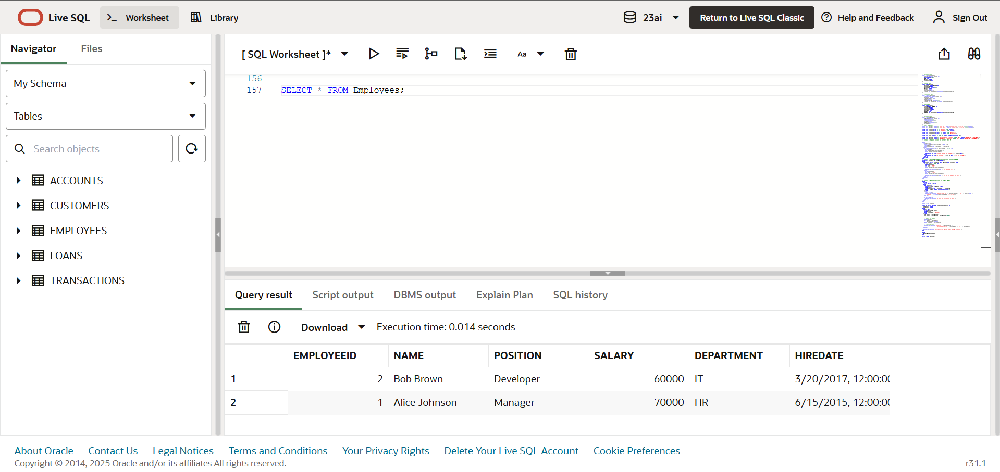 Live SQL
Worksheet
Library
23ai
Return to Live SQL Classic
Help and Feedback
Sign Out
Navigator
Files
My Schema
Tables
Search objects
ACCOUNTS
CUSTOMERS
EMPLOYEES
LOANS
TRANSACTIONS
[ SQL Worksheet ]*
Aa
156
157 SELECT * FROM Employees;
Query result
Script output
DBMS output
Explain Plan
SQL history
Download
Execution time: 0.014 seconds
EMPLOYEEID NAME POSITION SALARY DEPARTMENT HIREDATE
1 2 Bob Brown Developer 60000 IT 3/20/2017, 12:00:00
2 1 Alice Johnson Manager 70000 HR 6/15/2015, 12:00:00
About Oracle
Contact Us
Legal Notices
Terms and Conditions
Your Privacy Rights
Delete Your Live SQL Account
Cookie Preferences
Copyright © 2014, 2025 Oracle and/or its affiliates All rights reserved.
r31.1